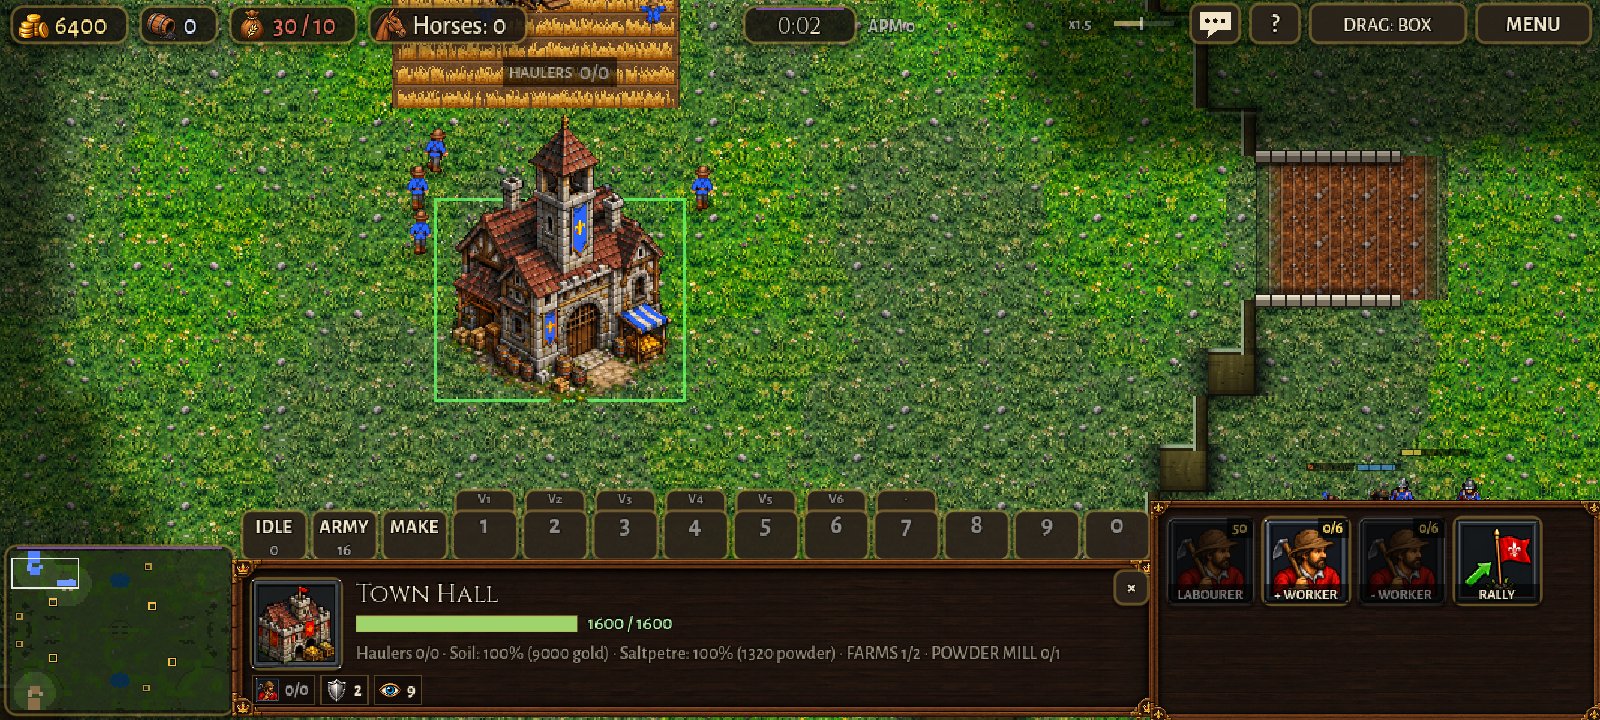 6400
0
30/10
Horses: 0
0:02
APM:0
x1.5
?
DRAG: BOX
MENU
HAULERS 0/0
V1
V2
V3
V4
V5
V6
IDLE
0
ARMY
16
MAKE
1
2
3
4
5
6
7
8
9
0
TOWN HALL
1600/1600
Haulers 0/0 · Soil: 100% (9000 gold) · Saltpetre: 100% (1320 powder) · FARMS 1/2 · POWDER MILL 0/1
0/0
2
9
×
50
LABOURER
0/6
+ WORKER
0/6
- WORKER
RALLY